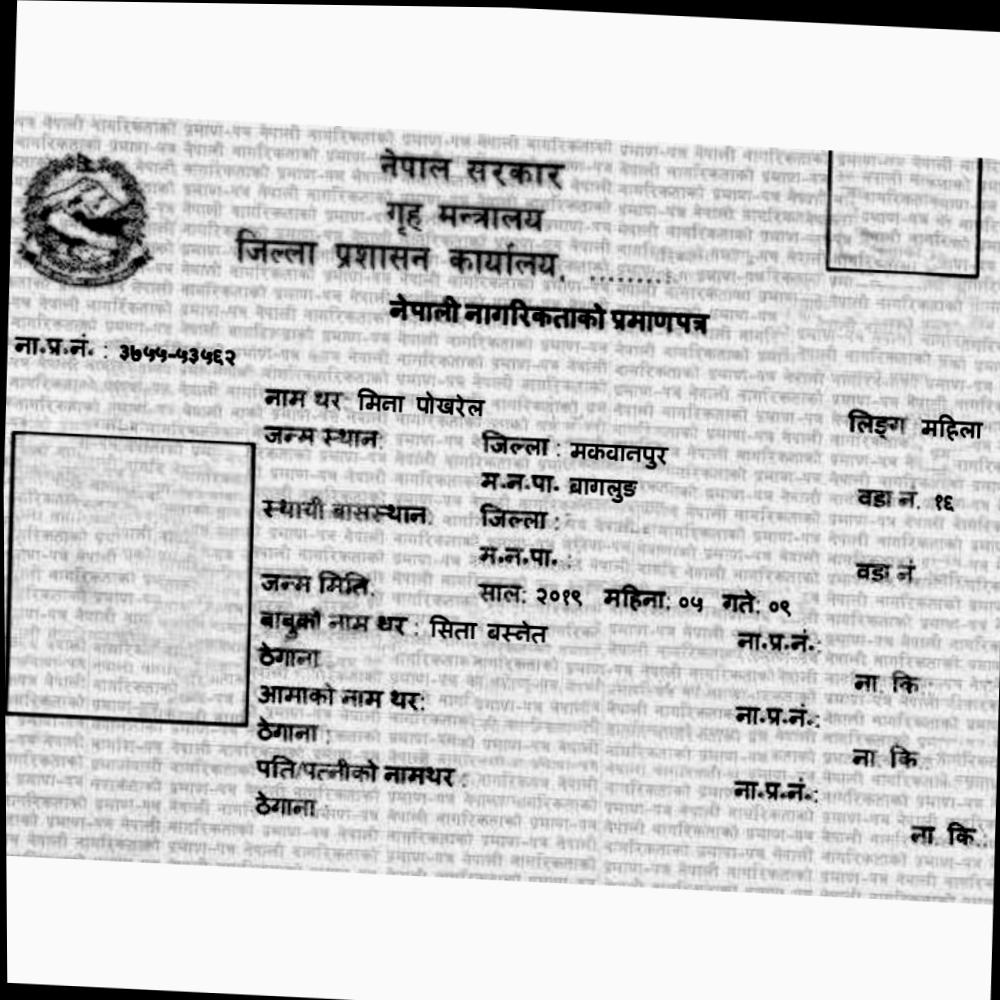 नेपाल सरकार
गृह मन्त्रालय
जिल्ला प्रशासन कार्यालय, ..........
नेपाली नागरिकताको प्रमाणपत्र
ना.प्र.नं. : ३७५५-५३५६२
नाम थर: मिना पोखरेल लिङ्ग महिला
जन्म स्थान: जिल्ला : मकवानपुर
म.न.पा. बागलुङ वडा नं. १६
स्थायी बासस्थान: जिल्ला :
म.न.पा. : वडा नं
जन्म मिति: साल: २०१९ महिना: ०५ गते: ०९
बाबुको नाम थर : सिता बस्नेत ना.प्र.नं.:
ठेगाना ना. कि.:
आमाको नाम थर: ना.प्र.नं.:
ठेगाना : ना. कि.:
पति/पत्नीको नामथर : ना.प्र.नं.:
ठेगाना : ना. कि.: